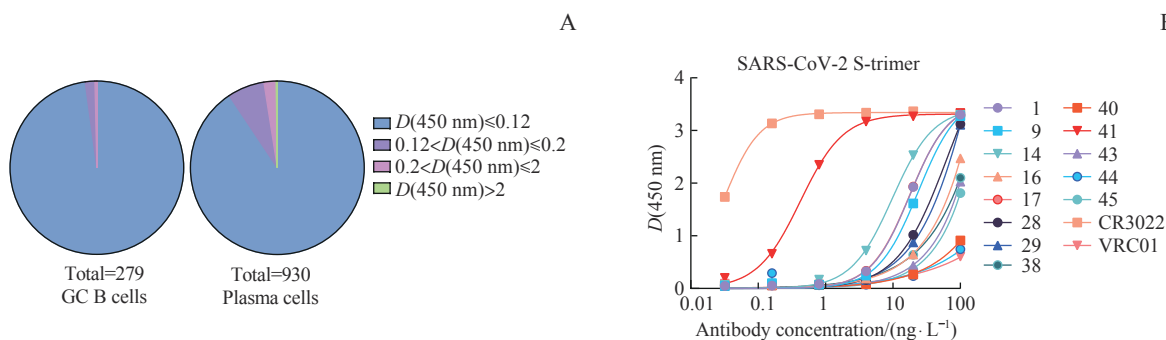 A
D(450 nm)≤0.12
0.12<D(450 nm)≤0.2
0.2<D(450 nm)≤2
D(450 nm)>2
Total=279
GC B cells
Total=930
Plasma cells
SARS-CoV-2 S-trimer
D(450 nm)
4
3
2
1
0
0.01
0.1
1
10
100
Antibody concentration/(ng·L⁻¹)
1
9
14
16
17
28
29
38
40
41
43
44
45
CR3022
VRC01